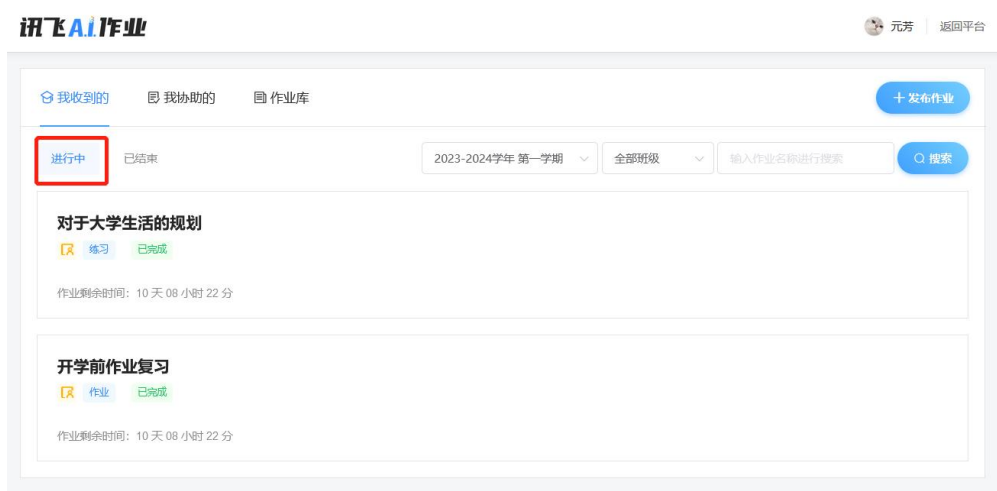 讯飞A.I.作业
元芳 返回平台
我收到的 我协助的 作业库 发布作业
进行中 已结束 2023-2024学年 第一学期 全部班级 输入作业名称进行搜索 搜索
对于大学生活的规划
练习 已完成
作业剩余时间：10 天 08 小时 22 分
开学前作业复习
作业 已完成
作业剩余时间：10 天 08 小时 22 分